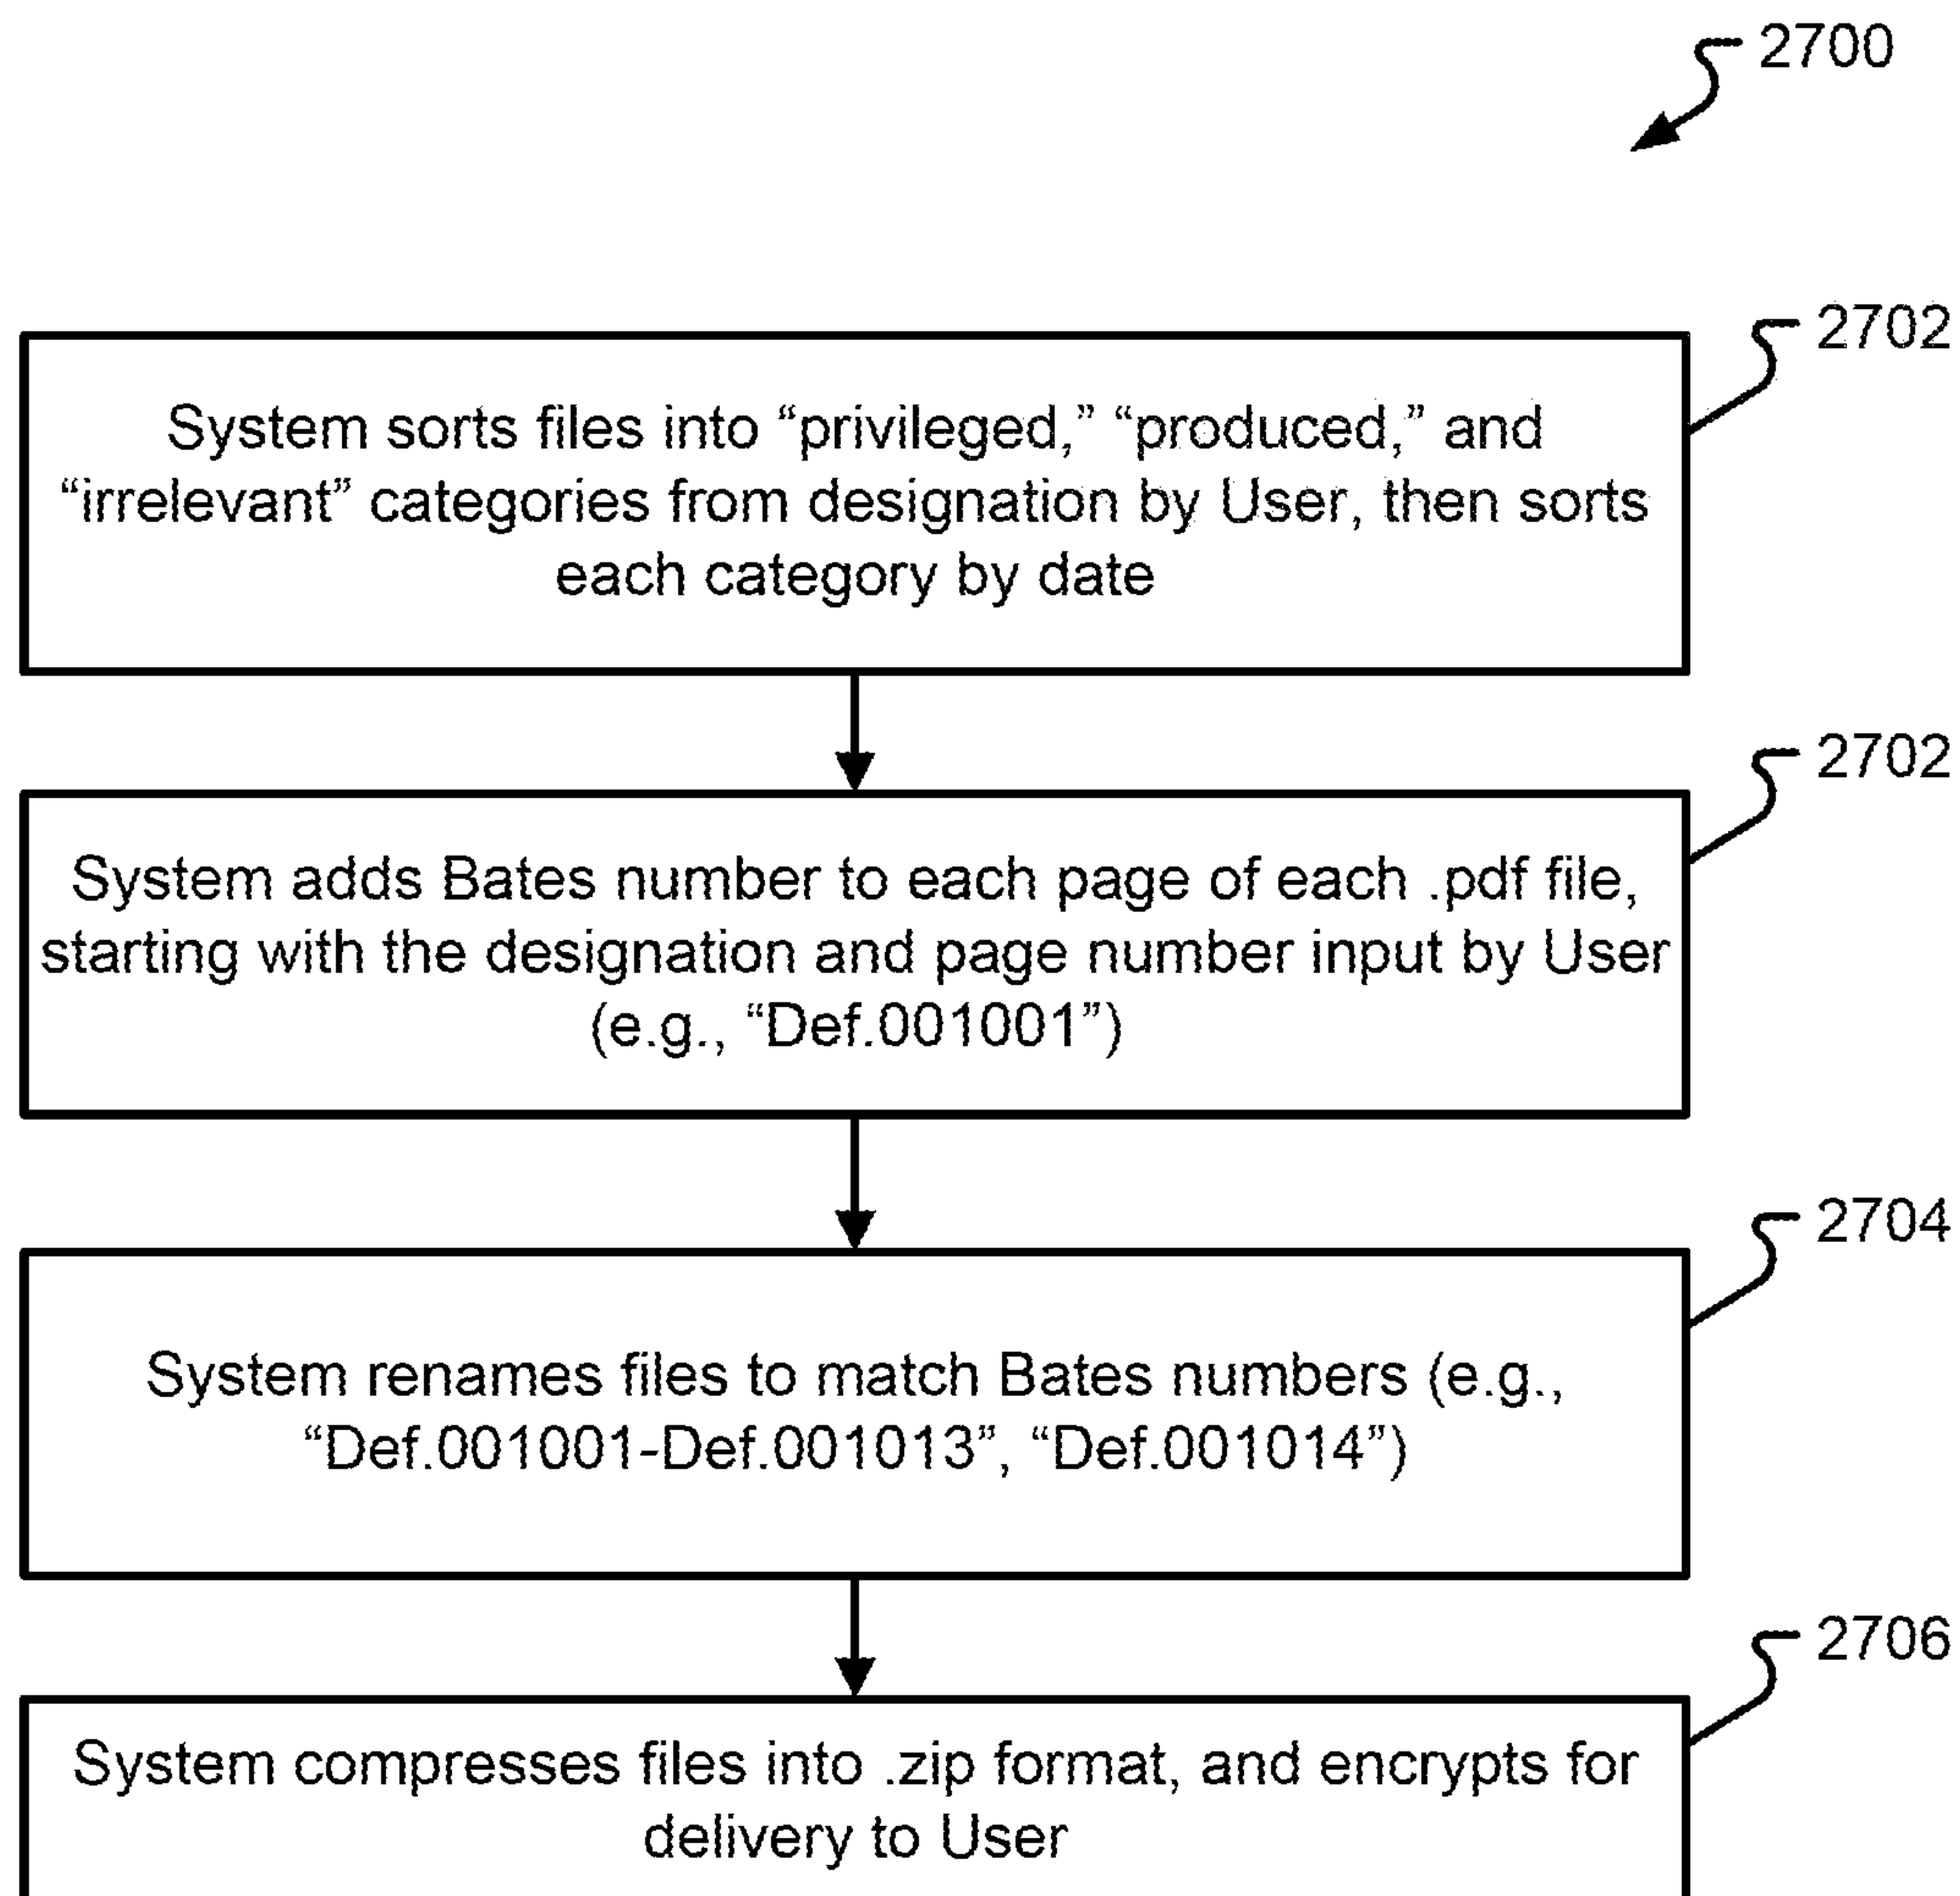 2700
2702
System sorts files into “privileged,” “produced,” and
“irrelevant” categories from designation by User, then sorts
each category by date
2702
System adds Bates number to each page of each .pdf file,
starting with the designation and page number input by User
(e.g., “Def.001001”)
2704
System renames files to match Bates numbers (e.g.,
“Def.001001-Def.001013”, “Def.001014”)
2706
System compresses files into .zip format, and encrypts for
delivery to User